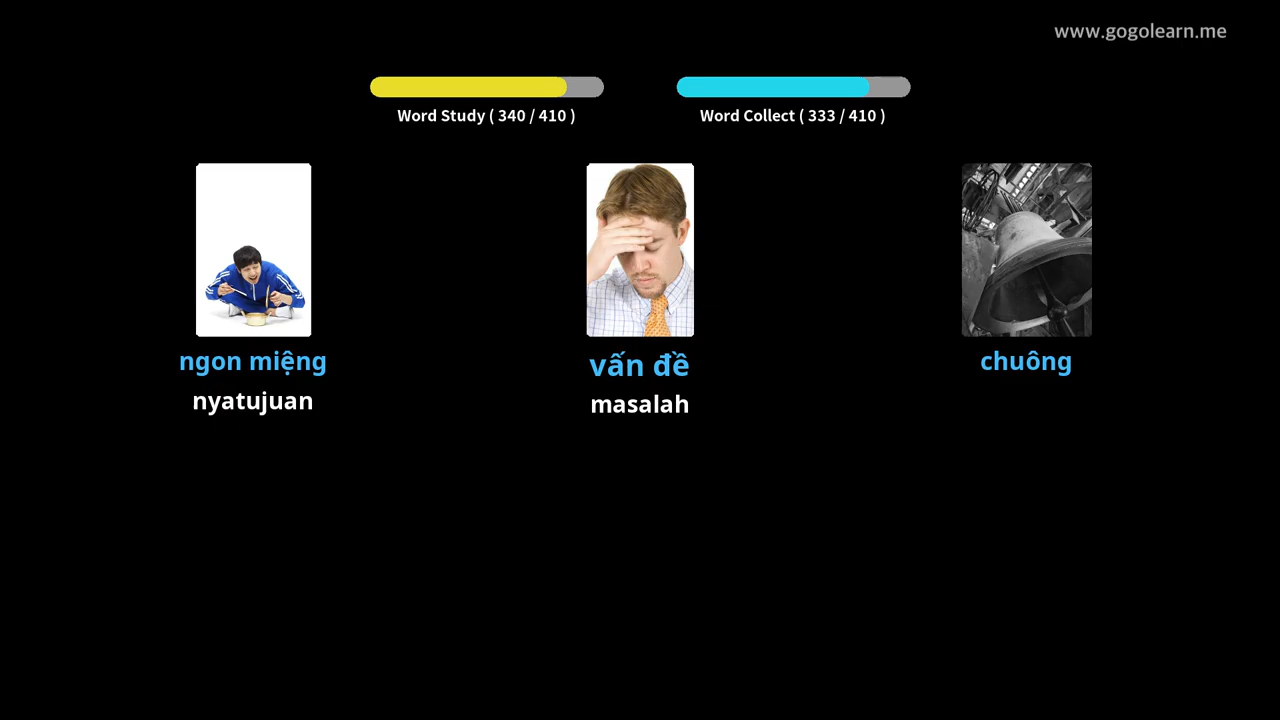 www.gogolearn.me
Word Study ( 340 / 410 )
Word Collect ( 333 / 410 )
ngon miệng
vấn đề
chuông
nyatujuan
masalah